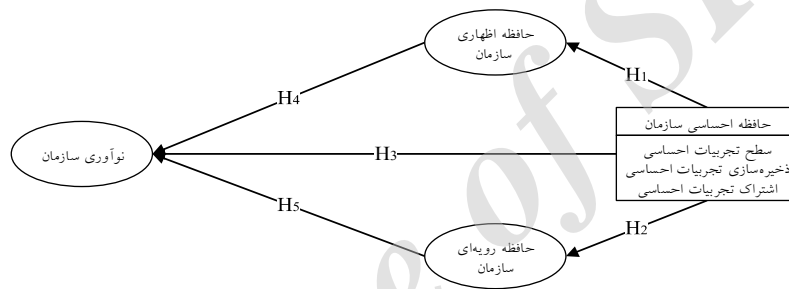 حافظه اظهاری
سازمان
H1
H4
حافظه احساسی سازمان
سطح تجربیات احساسی
ذخیره‌سازی تجربیات احساسی
اشتراک تجربیات احساسی
H3
نوآوری سازمان
H2
H5
حافظه رویه‌ای
سازمان
e of S